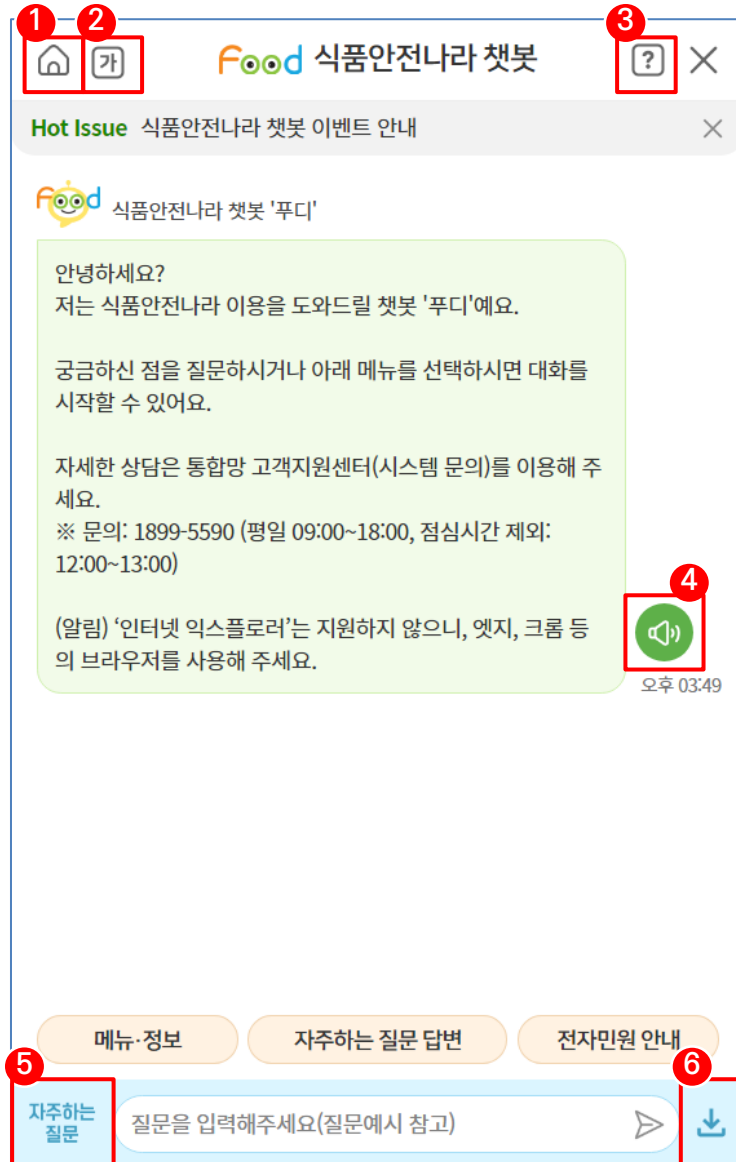 1 2 3
가 Food 식품안전나라 챗봇 ?
Hot Issue 식품안전나라 챗봇 이벤트 안내
Food 식품안전나라 챗봇 '푸디'
안녕하세요?
저는 식품안전나라 이용을 도와드릴 챗봇 '푸디'예요.
궁금하신 점을 질문하시거나 아래 메뉴를 선택하시면 대화를
시작할 수 있어요.
자세한 상담은 통합망 고객지원센터(시스템 문의)를 이용해 주
세요.
※ 문의: 1899-5590 (평일 09:00~18:00, 점심시간 제외:
12:00~13:00)
4
(알림) ‘인터넷 익스플로러’는 지원하지 않으니, 엣지, 크롬 등
의 브라우저를 사용해 주세요.
오후 03:49
메뉴·정보 자주하는 질문 답변 전자민원 안내
5 6
자주하는
질문
질문을 입력해주세요(질문예시 참고)